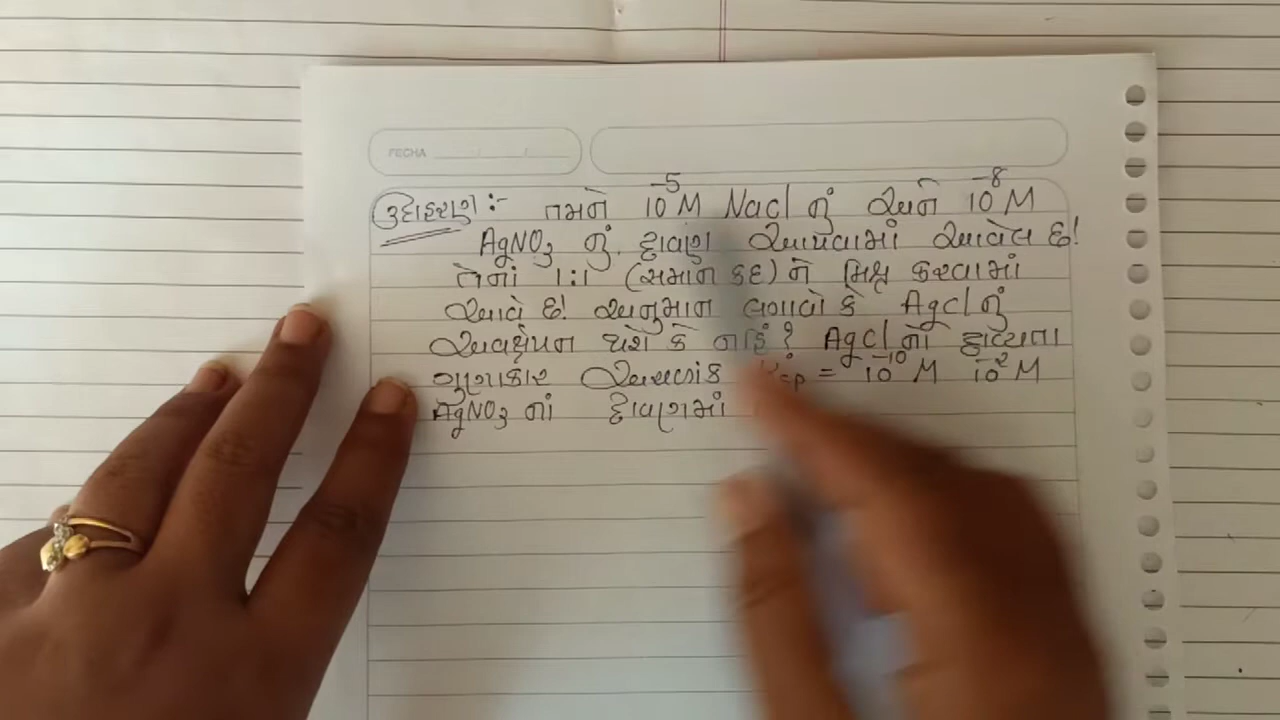 FECHA
ઉદાહરણ :- તમને 10⁻⁵ M NaCl નું અને 10⁻⁸ M
AgNO₃ નું દ્રાવણ આપવામાં આવેલ છે!
તેનાં 1:1 (સમાન કદ) ને મિશ્ર કરવામાં
આવે છે! અનુમાન લગાવો કે AgCl નું
અવક્ષેપન થશે કે નહિં? AgCl નો દ્રાવ્યતા
ગુણાકાર અચળાંક = 10⁻¹⁰ M 10⁻² M
AgNO₃ નાં દ્રાવણમાં